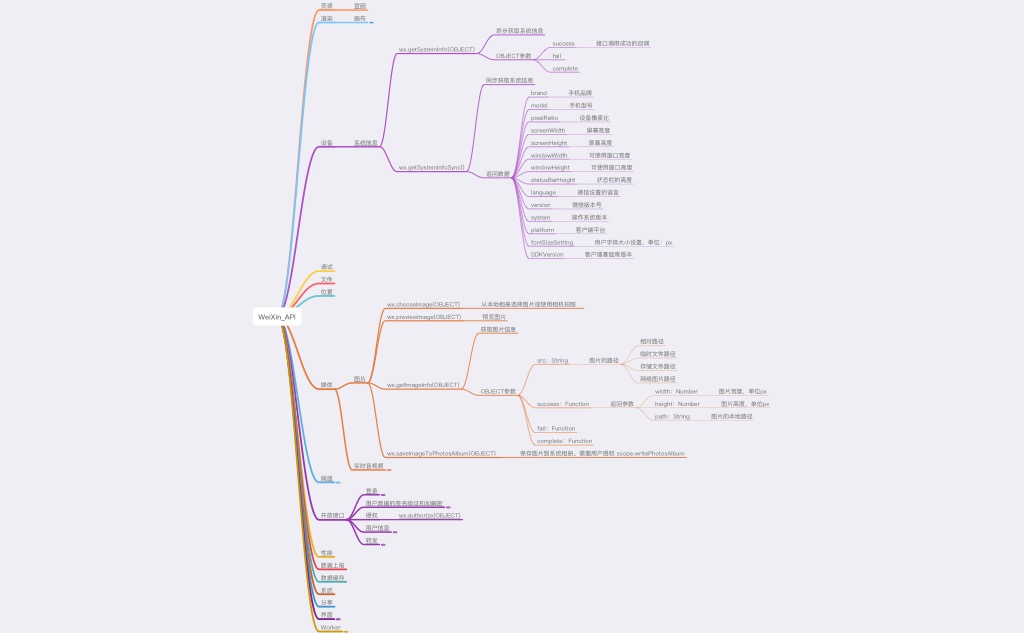 资源 官网
渲染 画布
异步获取系统信息
wx.getSystemInfo(OBJECT)
success 接口调用成功的回调
OBJECT参数 fail
complete
同步获取系统信息
brand 手机品牌
model 手机型号
pixelRatio 设备像素比
screenWidth 屏幕宽度
设备 系统信息
screenHeight 屏幕高度
windowWidth 可使用窗口宽度
wx.getSystemInfoSync() windowHeight 可使用窗口高度
返回数据
statusBarHeight 状态栏的高度
language 微信设置的语言
version 微信版本号
system 操作系统版本
platform 客户端平台
fontSizeSetting 用户字体大小设置，单位：px
SDKVersion 客户端基础库版本
调试
文件
位置
WeiXin_API
wx.chooseImage(OBJECT) 从本地相册选择图片或使用相机拍照
wx.previewImage(OBJECT) 预览图片
获取图片信息
相对路径
临时文件路径
src：String 图片的路径
存储文件路径
网络图片路径
媒体 图片
wx.getImageInfo(OBJECT)
OBJECT参数
width：Number 图片宽度，单位px
success：Function 返回参数 height：Number 图片高度，单位px
path：String 图片的本地路径
fail：Function
complete：Function
wx.saveImageToPhotosAlbum(OBJECT) 保存图片到系统相册，需要用户授权 scope.writePhotosAlbum
实时音视频
网络
登录
用户数据的签名验证和加解密
开放接口 授权 wx.authorize(OBJECT)
用户信息
转发
性能
数据上报
数据缓存
系统
分享
界面
Worker